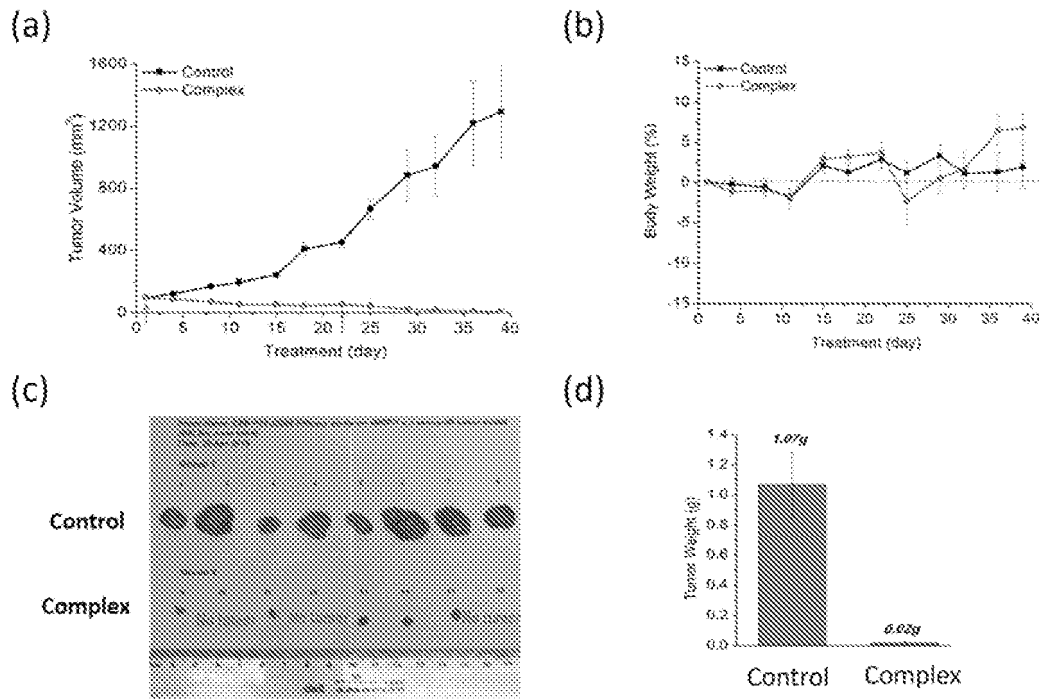 (a)
1600
1200
800
400
0
0 5 10 15 20 25 30 35 40
Tumor Volume (mm³)
Treatment (day)
Control
Complex
(b)
15
10
5
0
-5
-10
-15
0 5 10 15 20 25 30 35 40
Body Weight (%)
Treatment (day)
Control
Complex
(c)
Control
Complex
(d)
1.4
1.2
1.0
0.8
0.6
0.4
0.2
0.0
Tumor Weight (g)
1.07g
0.02g
Control Complex